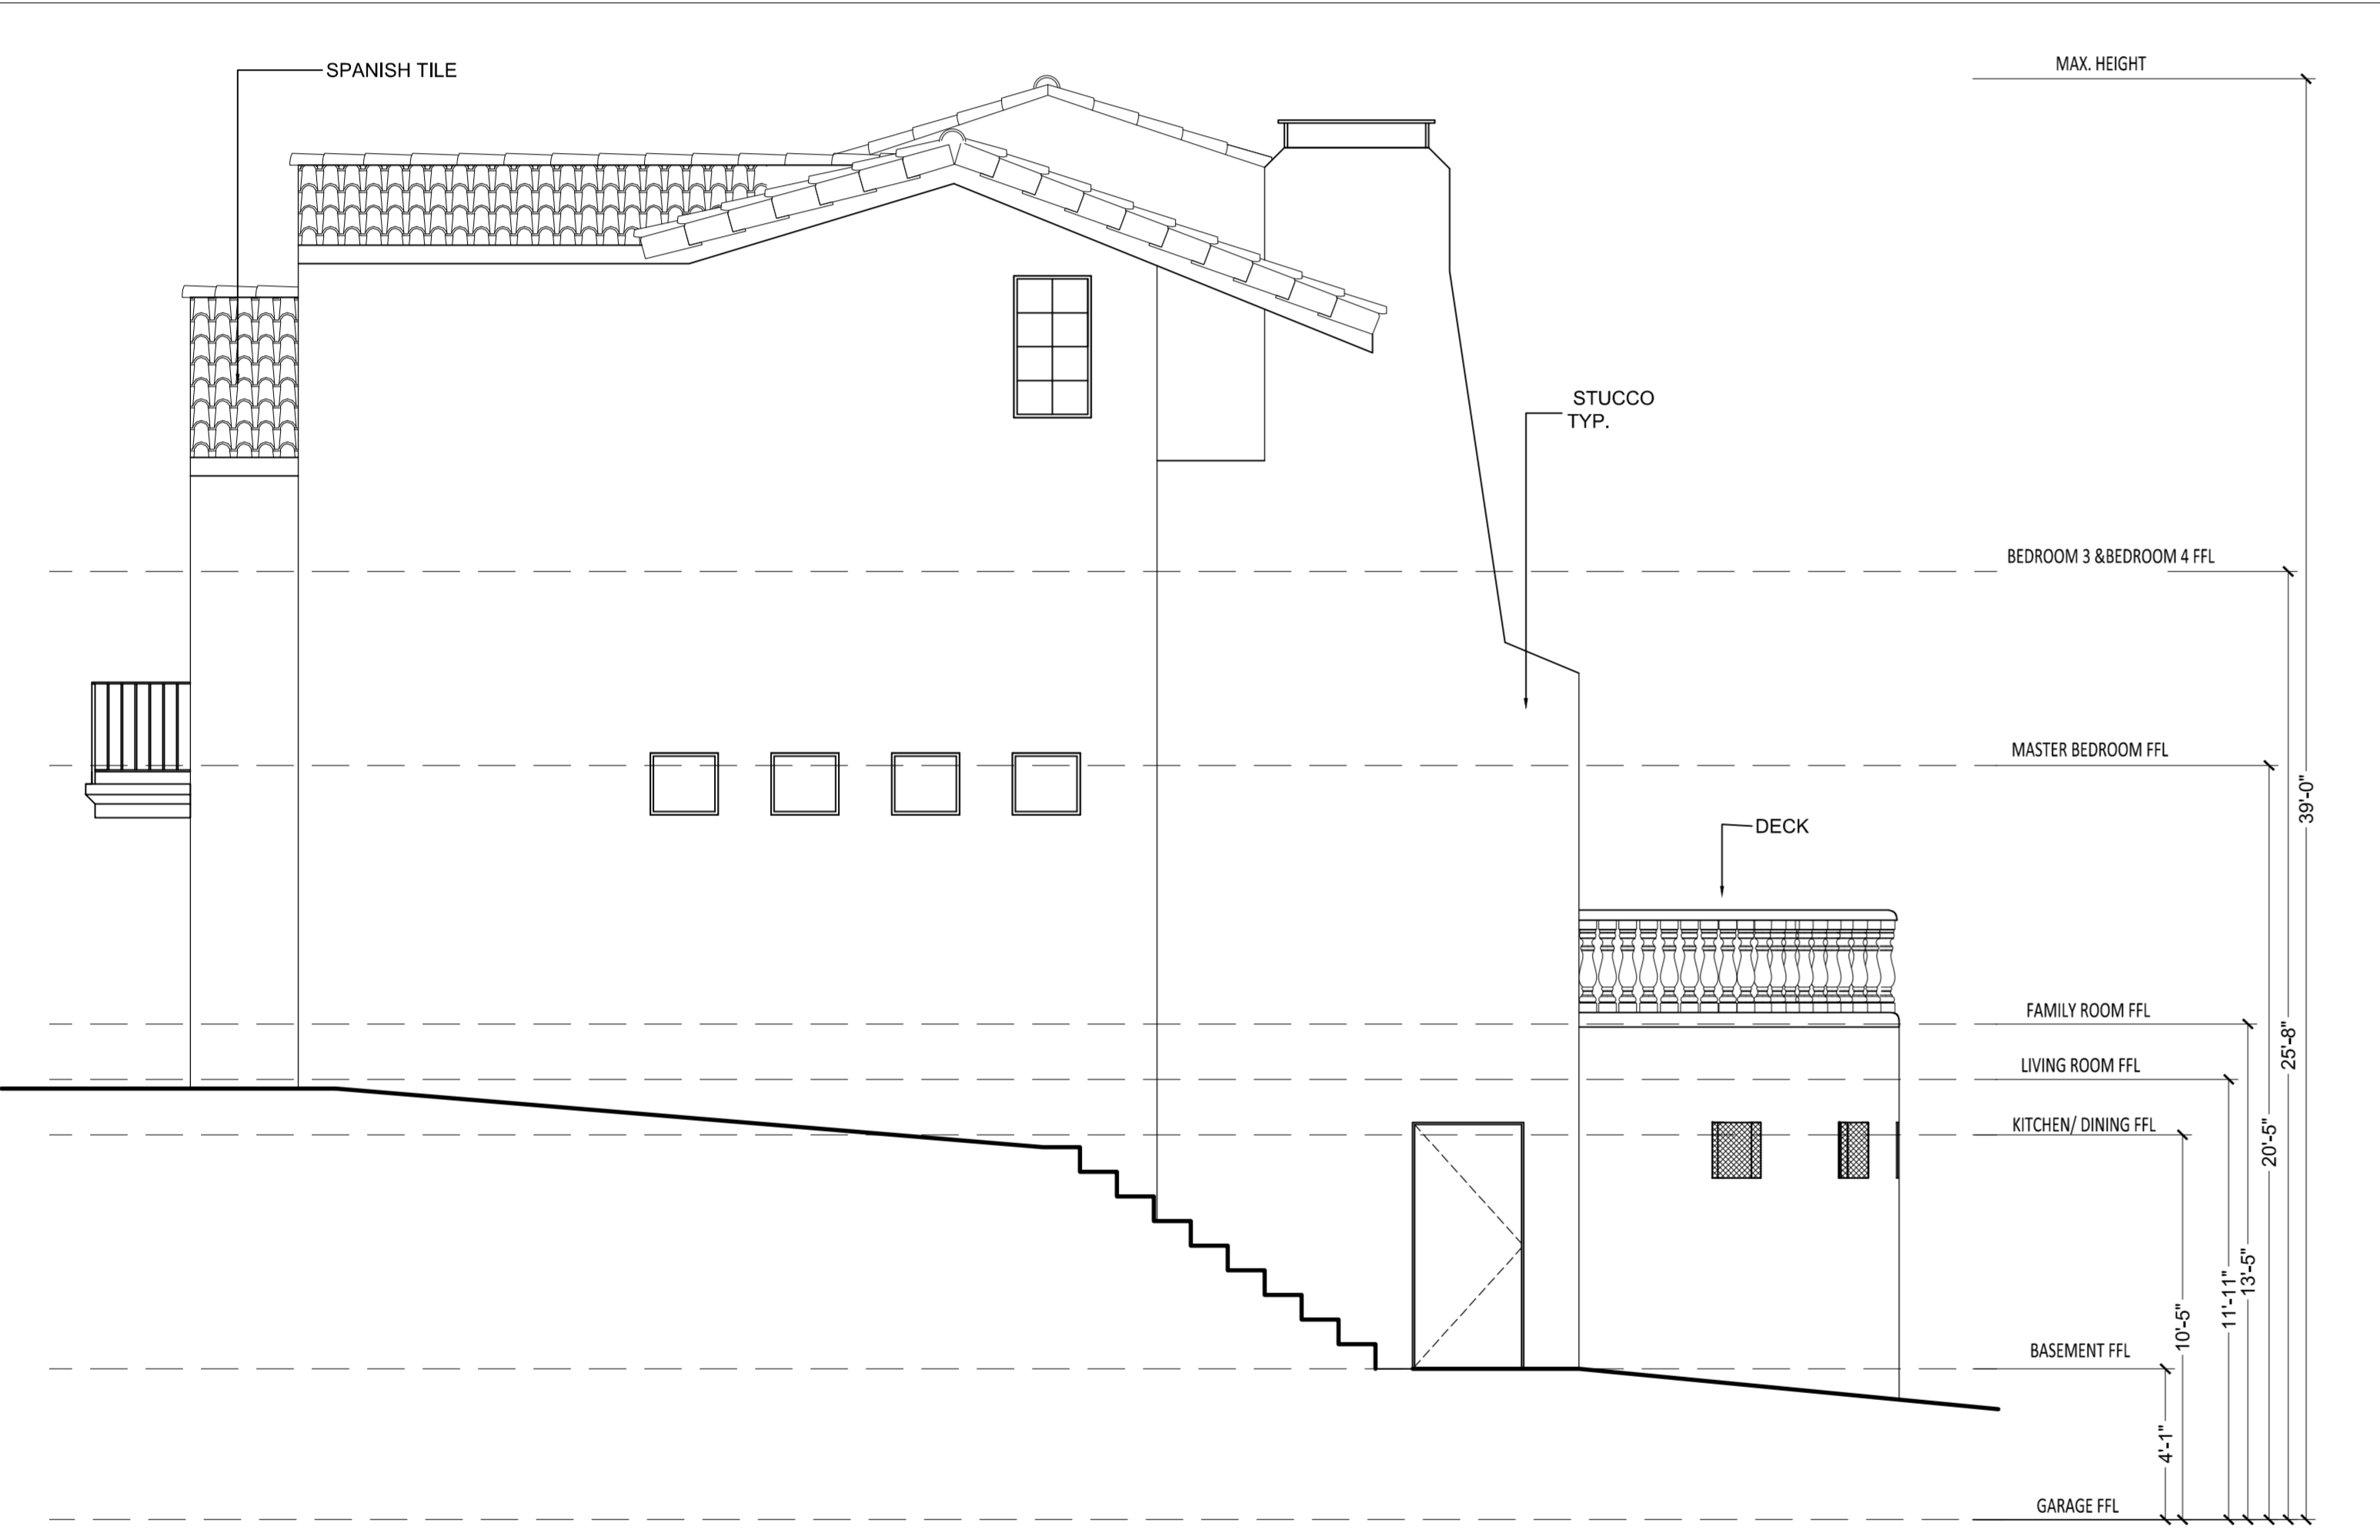 MAX. HEIGHT
SPANISH TILE
STUCCO
TYP.
BEDROOM 3 &BEDROOM 4 FFL
MASTER BEDROOM FFL
39'-0"
DECK
FAMILY ROOM FFL
25'-8"
LIVING ROOM FFL
KITCHEN/ DINING FFL
20'-5"
13'-5"
11'-11"
10'-5"
BASEMENT FFL
4'-1"
GARAGE FFL